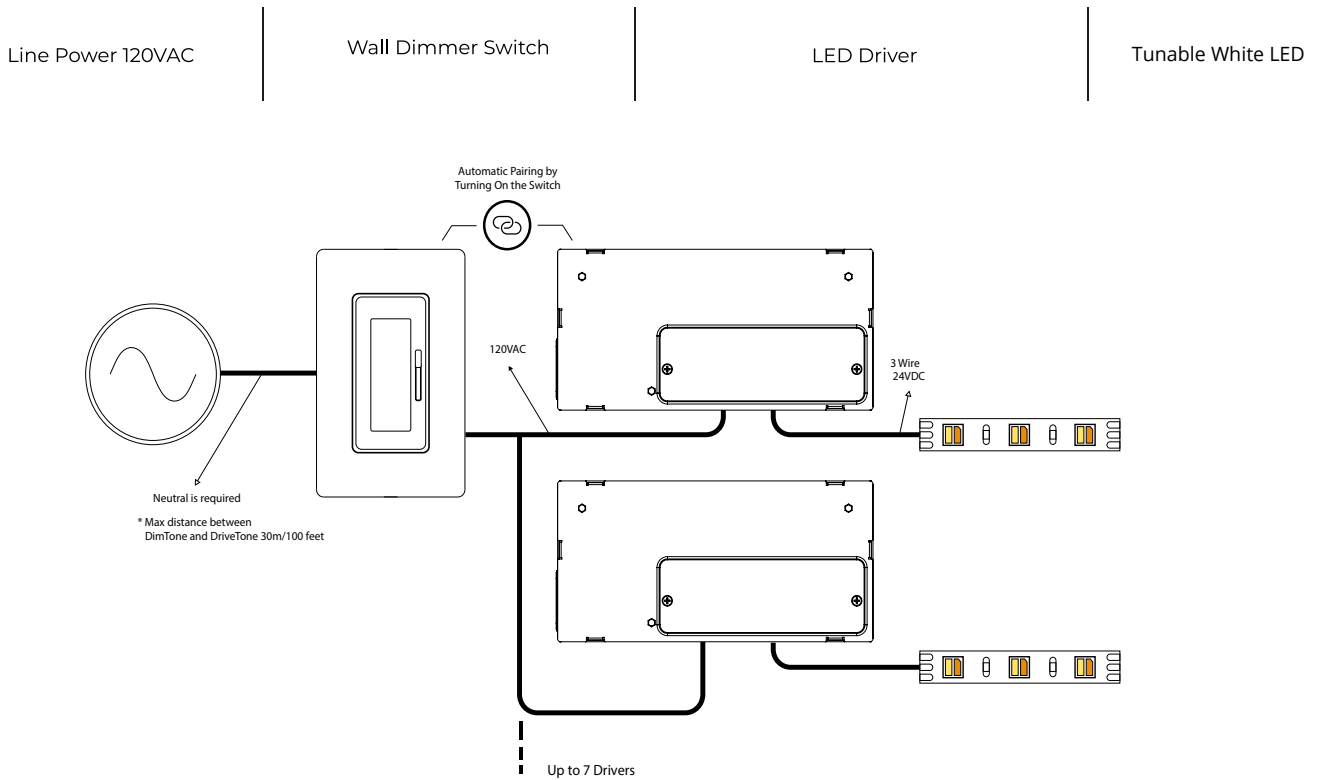 Line Power 120VAC
Wall Dimmer Switch
LED Driver
Tunable White LED
Automatic Pairing by
Turning On the Switch
120VAC
3 Wire
24VDC
Neutral is required
* Max distance between
DimTone and DriveTone 30m/100 feet
Up to 7 Drivers